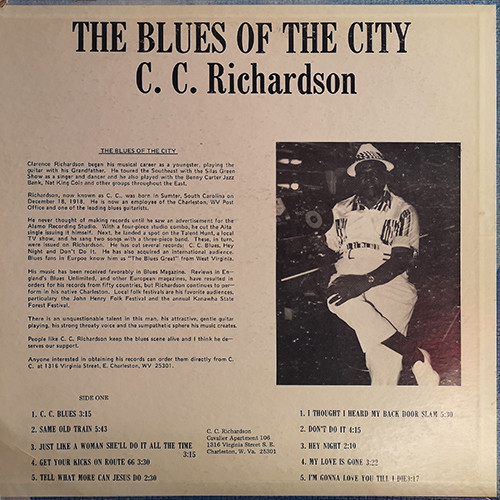 THE BLUES OF THE CITY
C. C. Richardson
THE BLUES OF THE CITY
Clarence Richardson began his musical career as a youngster, playing the
guitar with his Grandfather. He toured the Southeast with the Silas Green
Show as a singer and dancer and he also played with the Benny Carter Jazz
Bank, Nat King Cole and other groups throughout the East.
Richardson, now known as C. C., was born in Sumter, South Carolina on
December 18, 1918. He is now an employee of the Charleston, WV Post
Office and one of the leading blues guitarists.
He never thought of making records until he saw an advertisement for the
Alamo Recording Studio. With a four-piece studio combo, he cut the Alta
single issuing it himself. Next, he landed a spot on the Talent Hunt, a local
TV show, and he sang two songs with a three-piece band. These, in turn,
were issued on Richardson. He has cut several records: C. C. Blues, Hey
Night and Don't Do It. He has also acquired an international audience.
Blues fans in Europe know him us "The Blues Great" from West Virginia.
His music has been received favorably in Blues Magazine. Reviews in Eng-
land's Blues Unlimited, and other European magazines, have resulted in
orders for his records from fifty countries, but Richardson continues to per-
form in his native Charleston. Local folk festivals are his favorite audiences,
particulary the John Henry Folk Festival and the annual Kanawha State
Forest Festival.
There is an unquestionable talent in this man, his attractive, gentle guitar
playing, his strong throaty voice and the sumpathetic sphere his music creates.
People like C. C. Richardson keep the blues scene alive and I think he de-
serves our support.
Anyone interested in obtaining his records can order them directly from C.
C. at 1316 Virginia Street, E. Charleston, WV 25301.
SIDE ONE
1. C. C. BLUES 3:15
2. SAME OLD TRAIN 5:43
3. JUST LIKE A WOMAN SHE'LL DO IT ALL THE TIME
3:15
4. GET YOUR KICKS ON ROUTE 66 3:30
5. TELL WHAT MORE CAN JESUS DO 2:30
C. C. Richardson
Cavalier Apartment 106
1316 Virginia Street S. E.
Charleston, W. Va. 25301
1. I THOUGHT I HEARD MY BACK DOOR SLAM 5:30
2. DON'T DO IT 4:15
3. HEY NIGHT 2:10
4. MY LOVE IS GONE 3:22
5. I'M GONNA LOVE YOU TILL I DIE 3:17